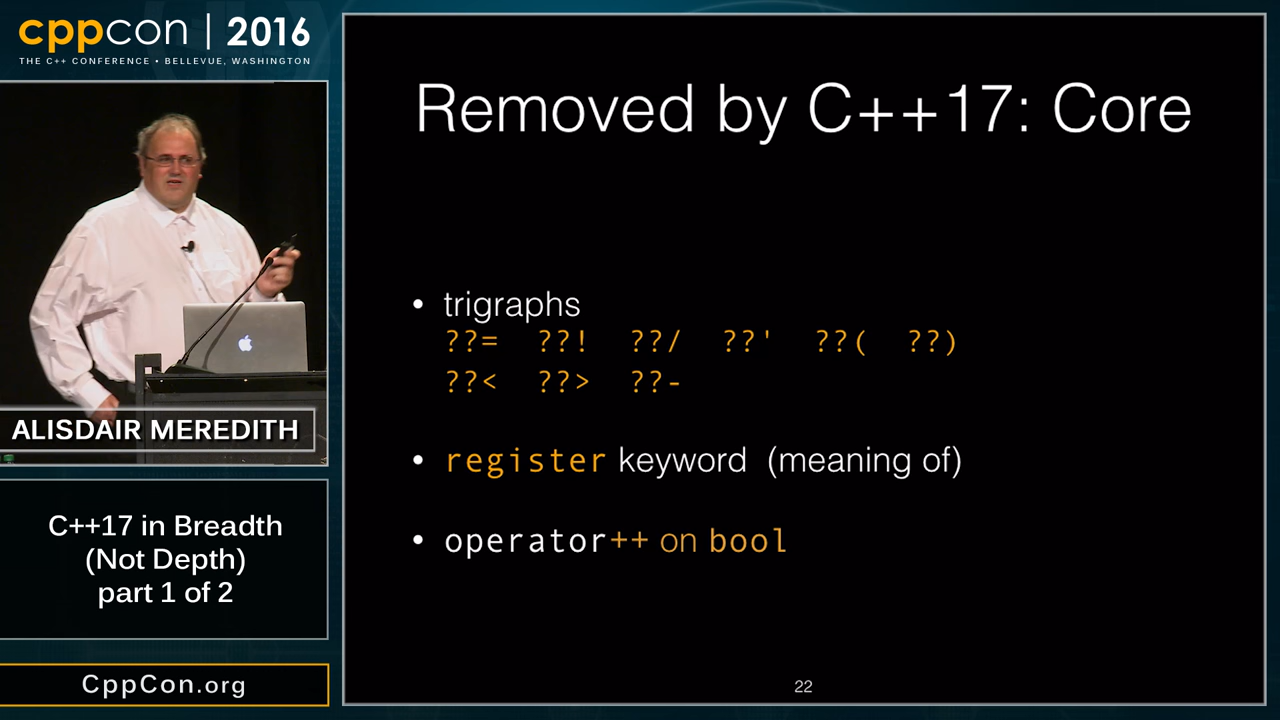 cppcon | 2016
THE C++ CONFERENCE • BELLEVUE, WASHINGTON
ALISDAIR MEREDITH
C++17 in Breadth
(Not Depth)
part 1 of 2
CppCon.org
Removed by C++17: Core
• trigraphs
??= ??! ??/ ??' ??( ??)
??< ??> ??-
• register keyword (meaning of)
• operator++ on bool
22